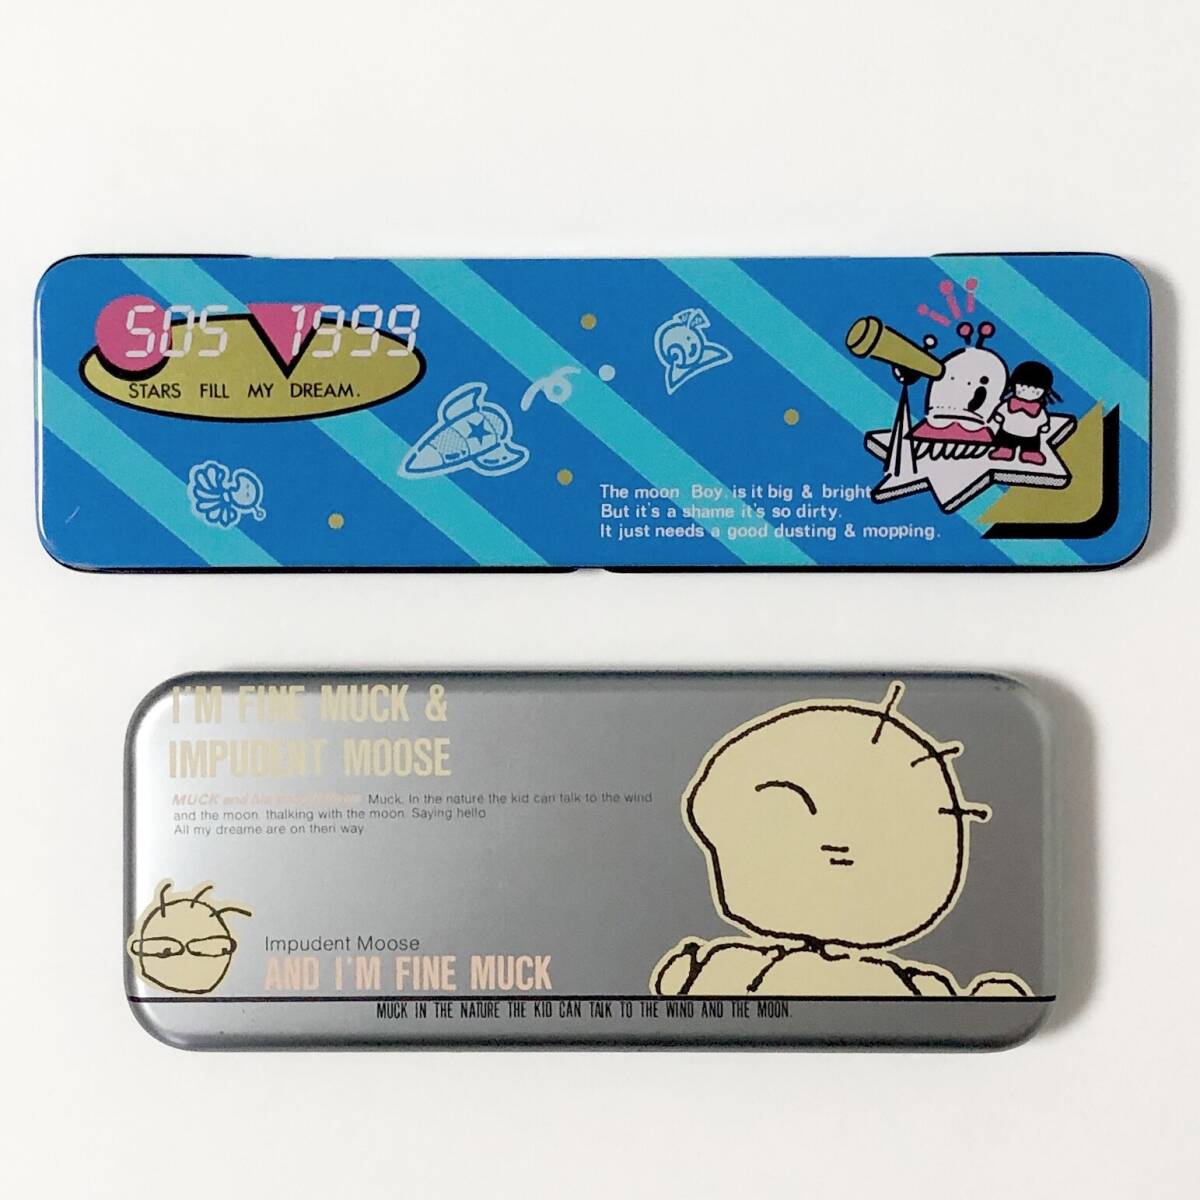 SOS 1999
STARS FILL MY DREAM.
The moon Boy. is it big & bright
But it's a shame it's so dirty.
It just needs a good dusting & mopping.
I'M FINE MUCK &
IMPUDENT MOOSE
MUCK and his Muck. In the nature the kid can talk to the wind
and the moon. thalking with the moon. Saying hello
All my dreame are on theri way
Impudent Moose
AND I'M FINE MUCK
MUCK IN THE NATURE THE KID CAN TALK TO THE WIND AND THE MOON.